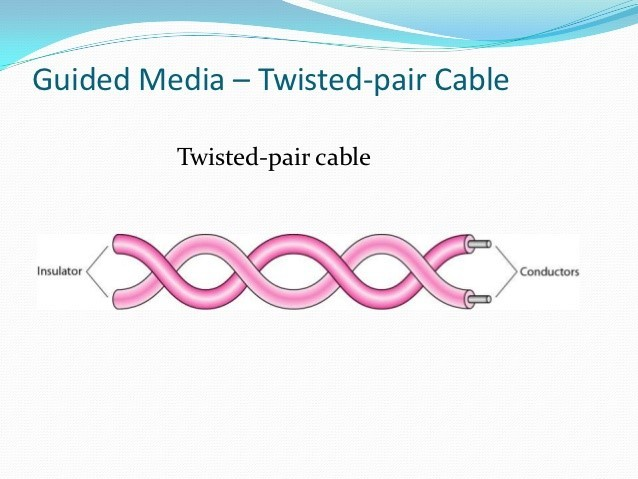 Guided Media – Twisted-pair Cable
Twisted-pair cable
Insulator
Conductors